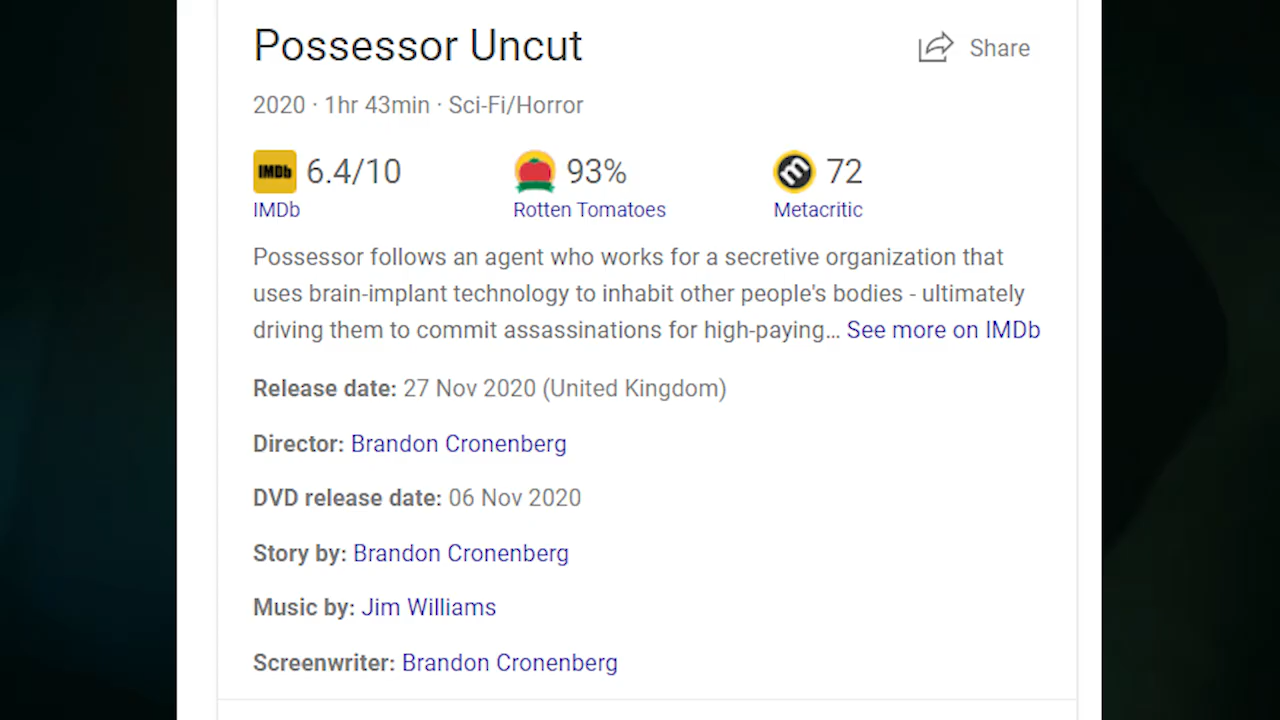 Possessor Uncut
Share
2020 · 1hr 43min · Sci-Fi/Horror
IMDb 6.4/10
93%
m 72
IMDb
Rotten Tomatoes
Metacritic
Possessor follows an agent who works for a secretive organization that
uses brain-implant technology to inhabit other people's bodies - ultimately
driving them to commit assassinations for high-paying... See more on IMDb
Release date: 27 Nov 2020 (United Kingdom)
Director: Brandon Cronenberg
DVD release date: 06 Nov 2020
Story by: Brandon Cronenberg
Music by: Jim Williams
Screenwriter: Brandon Cronenberg